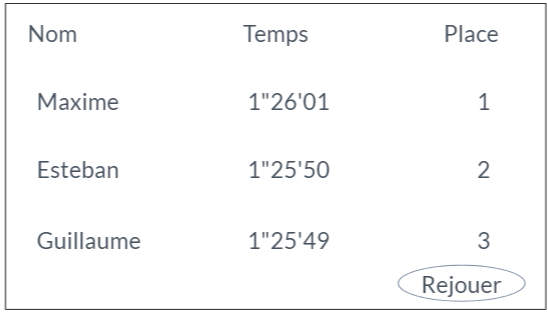 Nom Temps Place
Maxime 1"26'01 1
Esteban 1"25'50 2
Guillaume 1"25'49 3
Rejouer